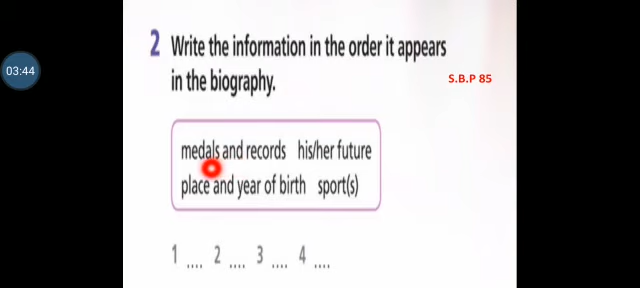 03:44
2 Write the information in the order it appears
in the biography.
S.B.P 85
medals and records his/her future
place and year of birth sport(s)
1 .... 2 .... 3 .... 4 ....